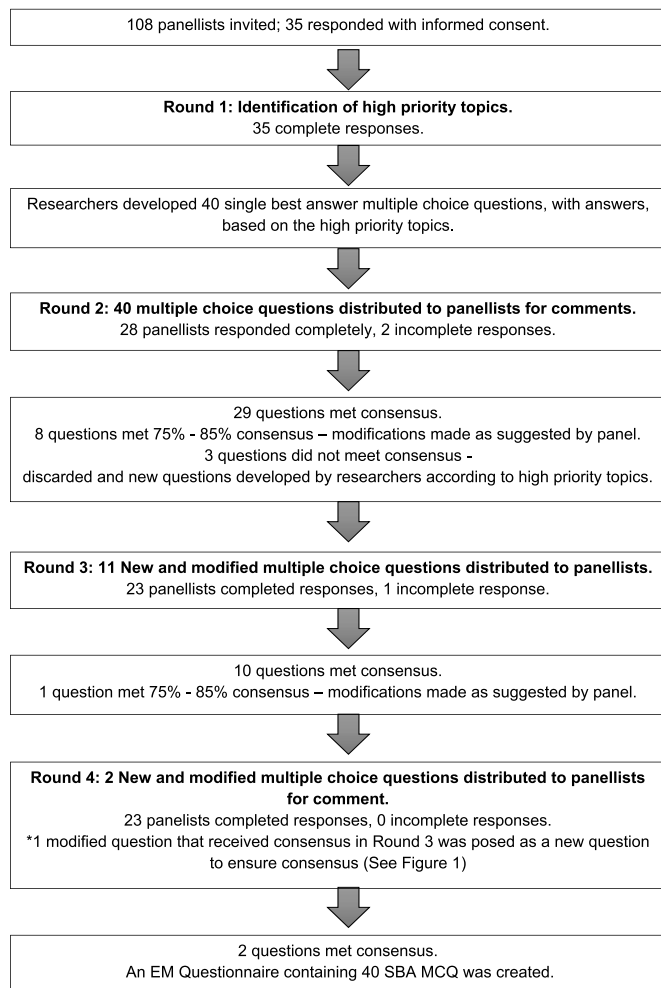 108 panellists invited; 35 responded with informed consent.
Round 1: Identification of high priority topics.
35 complete responses.
Researchers developed 40 single best answer multiple choice questions, with answers,
based on the high priority topics.
Round 2: 40 multiple choice questions distributed to panellists for comments.
28 panellists responded completely, 2 incomplete responses.
29 questions met consensus.
8 questions met 75% - 85% consensus – modifications made as suggested by panel.
3 questions did not meet consensus -
discarded and new questions developed by researchers according to high priority topics.
Round 3: 11 New and modified multiple choice questions distributed to panellists.
23 panellists completed responses, 1 incomplete response.
10 questions met consensus.
1 question met 75% - 85% consensus – modifications made as suggested by panel.
Round 4: 2 New and modified multiple choice questions distributed to panellists
for comment.
23 panelists completed responses, 0 incomplete responses.
*1 modified question that received consensus in Round 3 was posed as a new question
to ensure consensus (See Figure 1)
2 questions met consensus.
An EM Questionnaire containing 40 SBA MCQ was created.